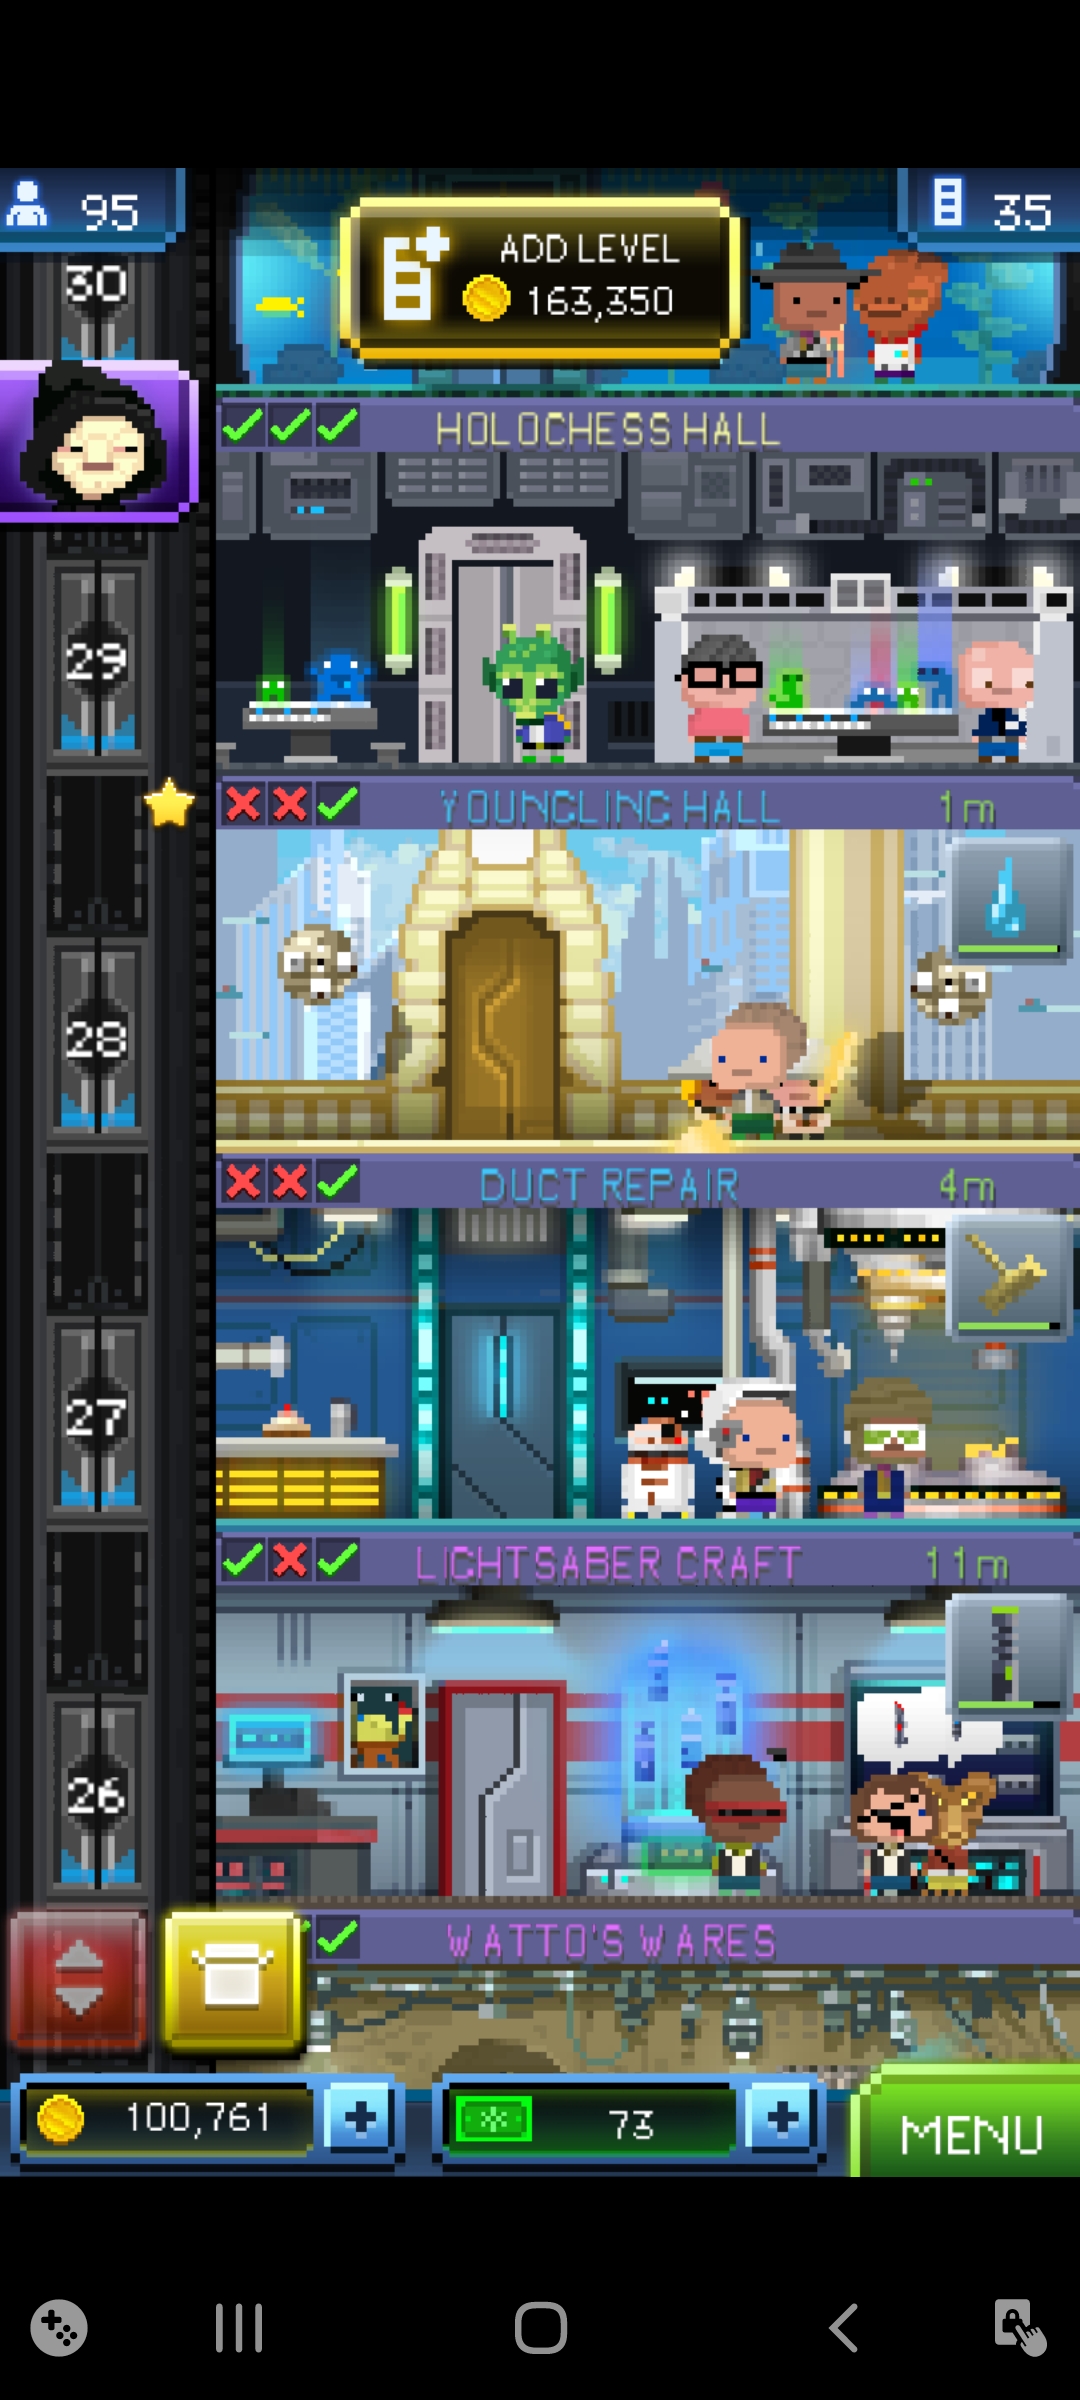 95
ADD LEVEL
163,350
35
30
HOLOCHESS HALL
29
YOUNGLING HALL 1m
28
DUCT REPAIR 4m
27
LIGHTSABER CRAFT 11m
26
WATTO'S WARES
100,761
73
MENU